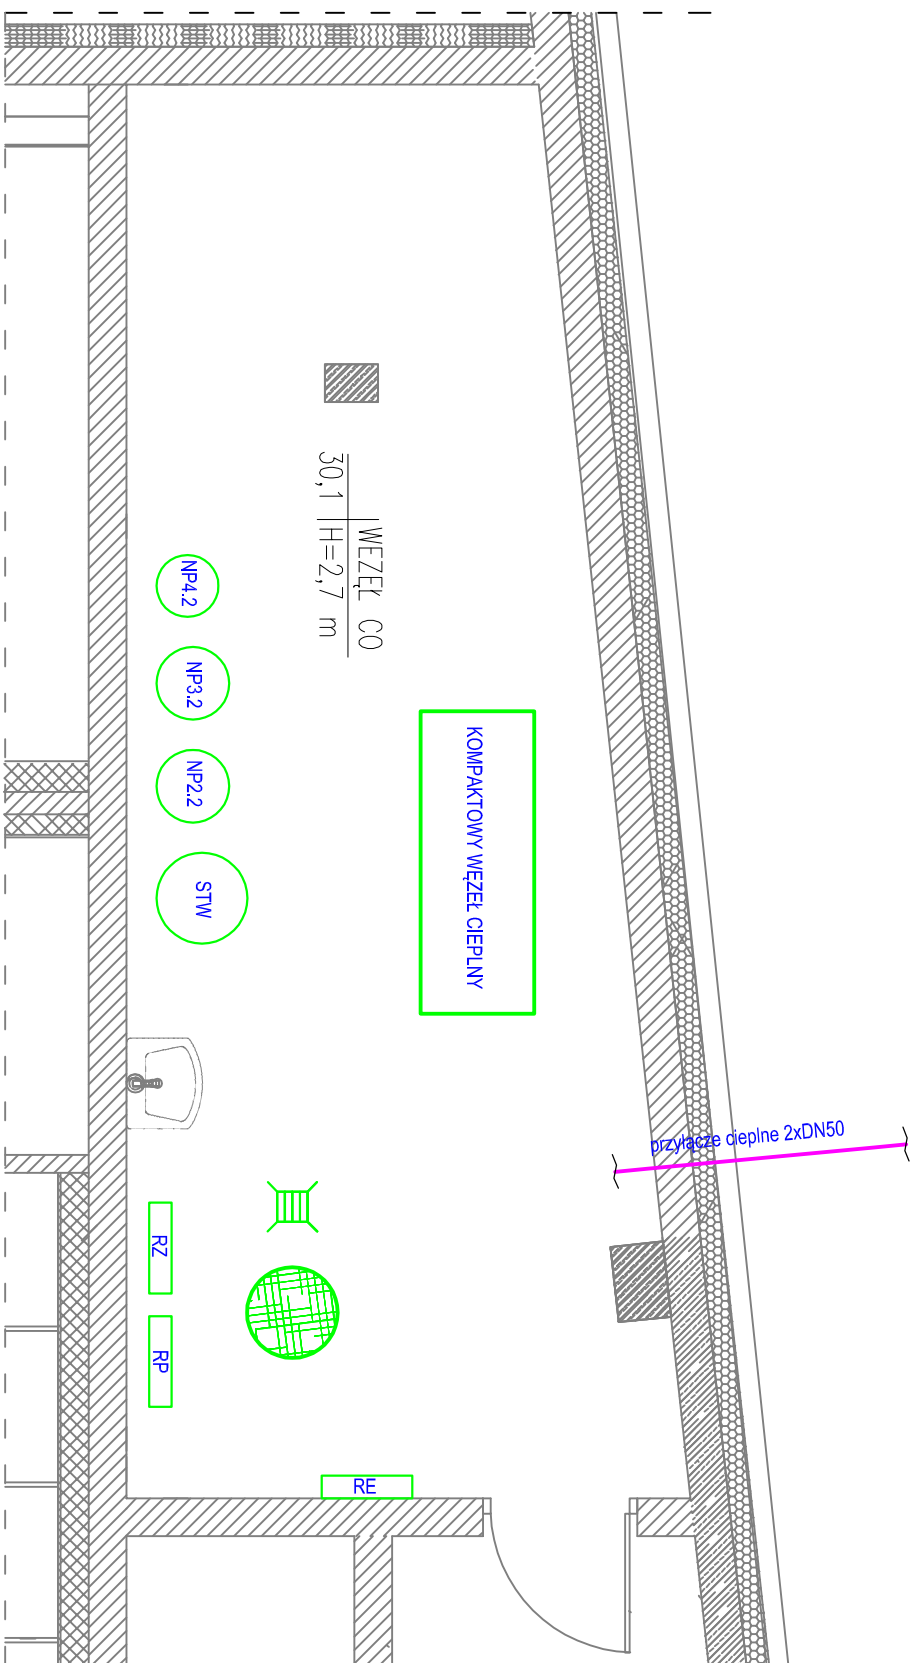 WEZEŁ CO
30,1 H=2,7 m
NP4.2
NP3.2
NP2.2
STW
KOMPAKTOWY WĘZEŁ CIEPLNY
przyłącze cieplne 2xDN50
RZ
RP
RE